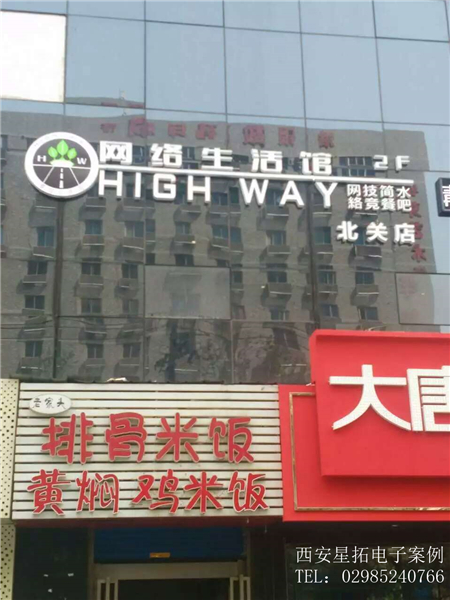 网络生活馆 2F
H W
HIGH WAY
网技简水
络竞餐吧
北关店
大唐
老家大
排骨米饭
黄焖鸡米饭
西安星拓电子案例
TEL: 02985240766